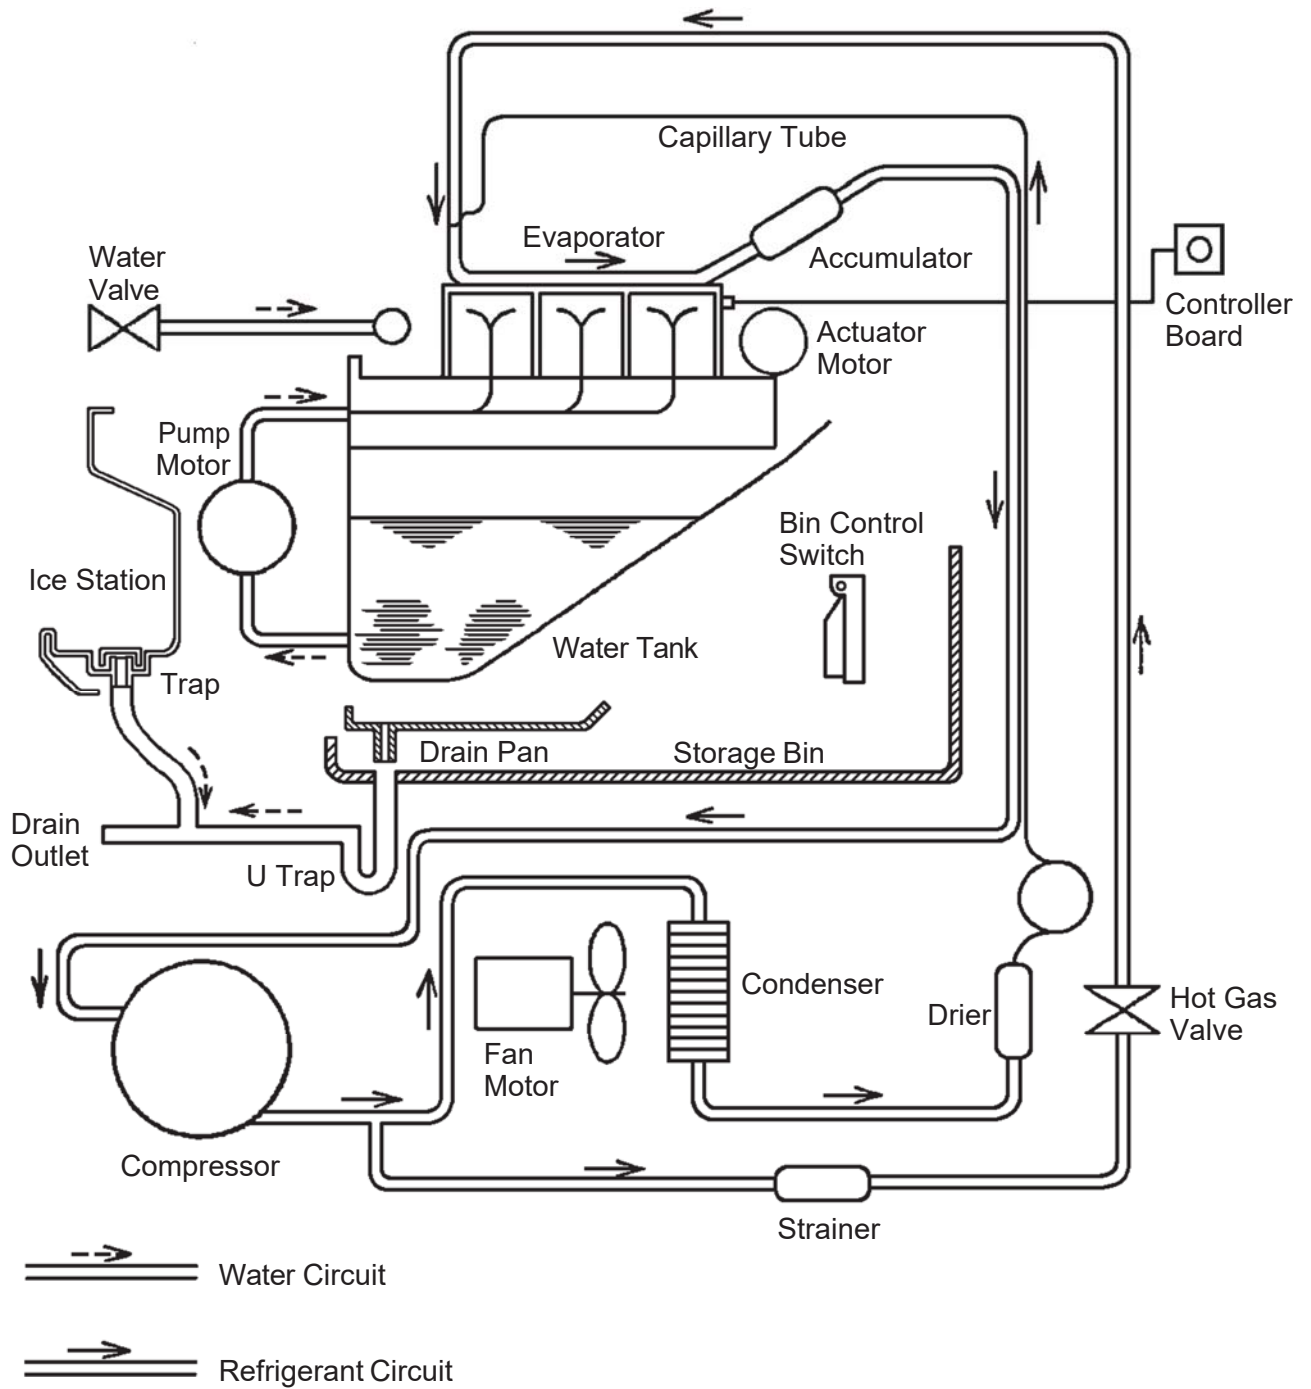 Capillary Tube
Evaporator
Accumulator
Water
Valve
Controller
Board
Actuator
Motor
Pump
Motor
Bin Control
Switch
Ice Station
Water Tank
Trap
Drain Pan
Storage Bin
Drain
Outlet
U Trap
Condenser
Drier
Hot Gas
Valve
Fan
Motor
Compressor
Strainer
Water Circuit
Refrigerant Circuit